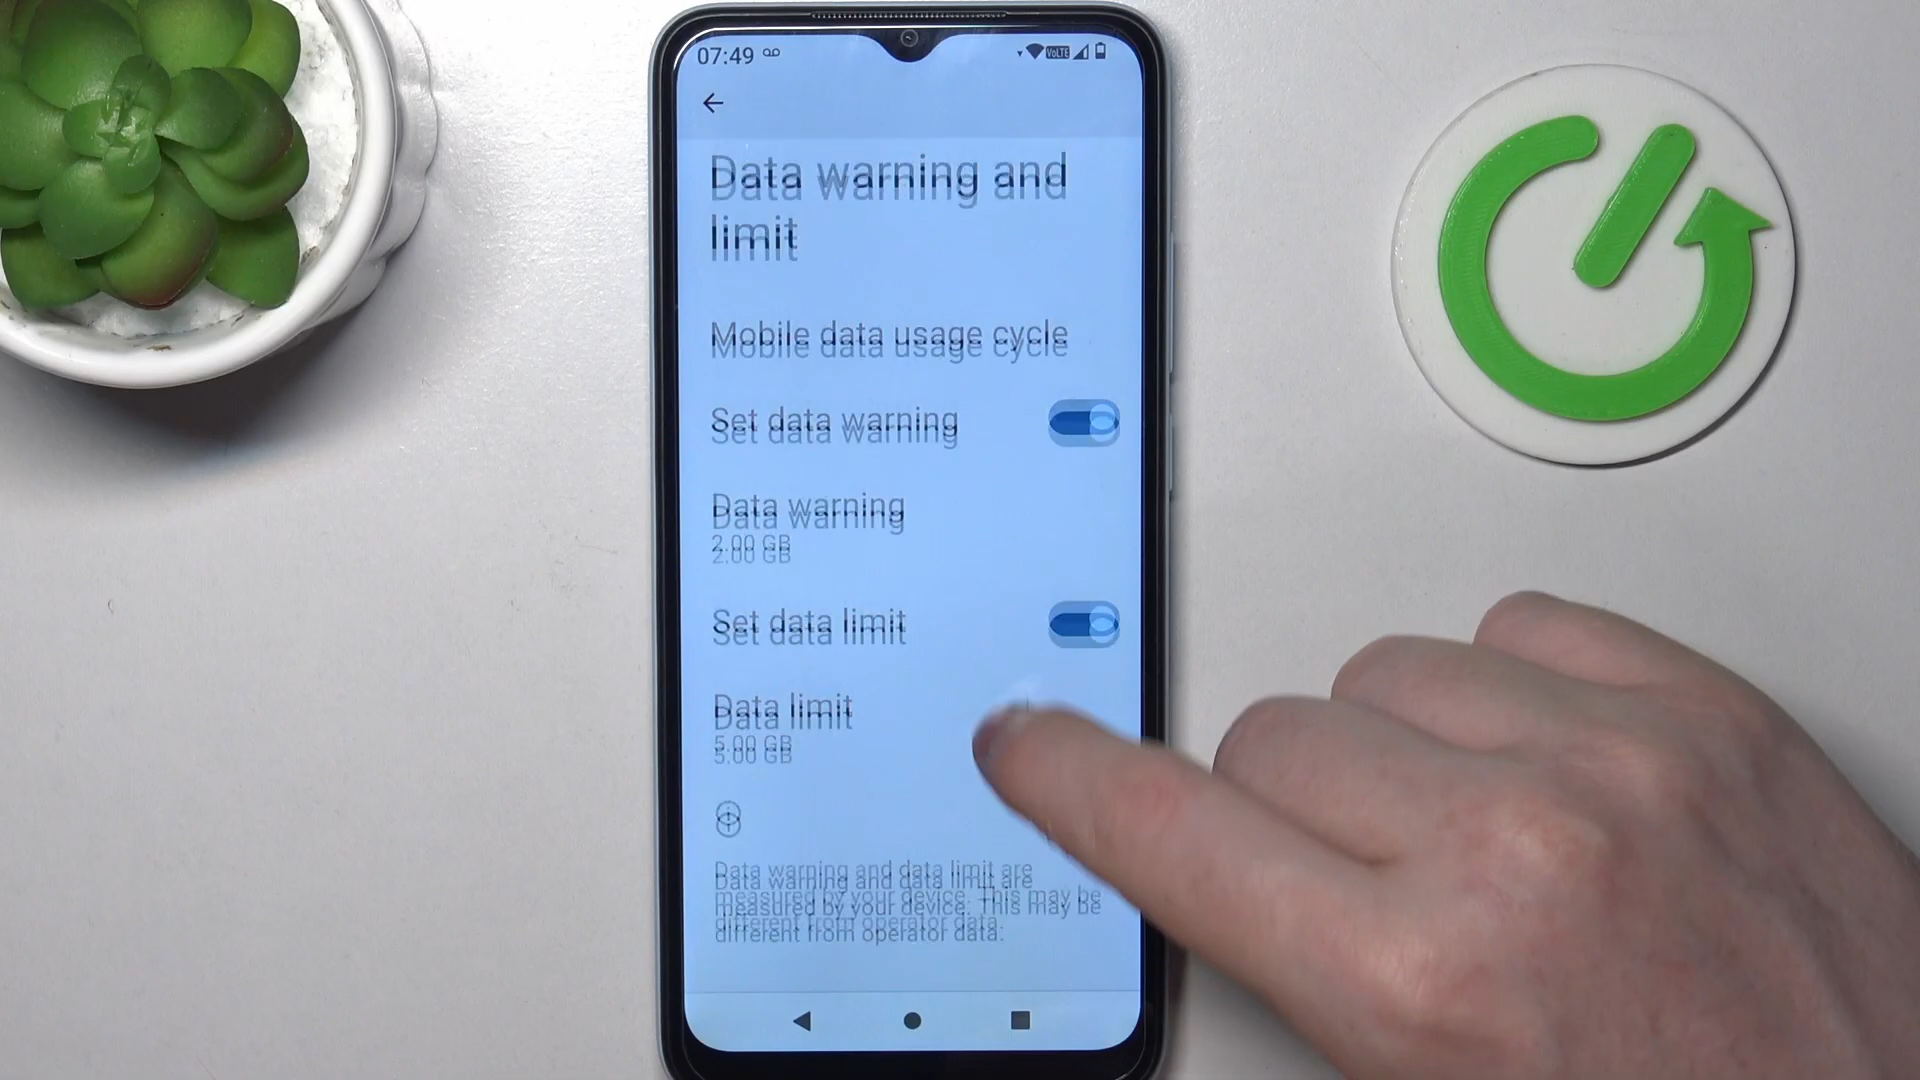 07:49
VoLTE
Data warning and
limit
Mobile data usage cycle
Set data warning
Data warning
2.00 GB
Set data limit
Data limit
5.00 GB
Data warning and data limit are
measured by your device. This may be
different from operator data.